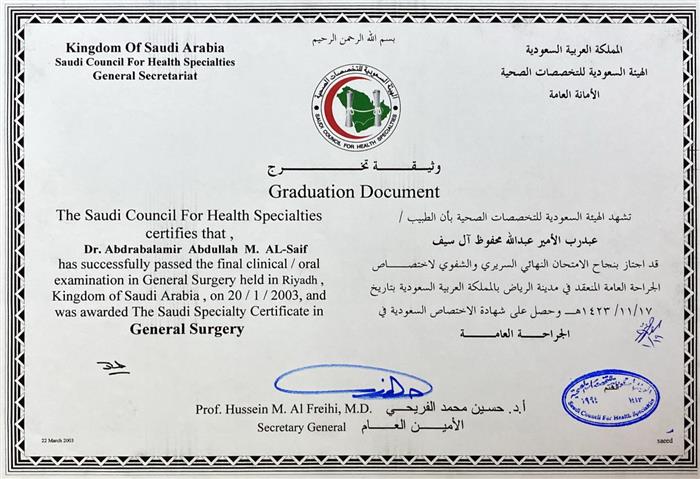 بسم الله الرحمن الرحيم
Kingdom Of Saudi Arabia
Saudi Council For Health Specialties
General Secretariat
المملكة العربية السعودية
الهيئة السعودية للتخصصات الصحية
الأمانة العامة
الهيئة السعودية للتخصصات الصحية
SAUDI COUNCIL FOR HEALTH SPECIALTIES
وثيقة تخرج
Graduation Document
The Saudi Council For Health Specialties
certifies that ,
Dr. Abdrabalamir Abdullah M. AL-Saif
has successfully passed the final clinical / oral
examination in General Surgery held in Riyadh ,
Kingdom of Saudi Arabia , on 20 / 1 / 2003, and
was awarded The Saudi Specialty Certificate in
General Surgery
تشهد الهيئة السعودية للتخصصات الصحية بأن الطبيب /
عبدرب الأمير عبدالله محفوظ آل سيف
قد اجتاز بنجاح الامتحان النهائي السريري والشفوي لاختصاص
الجراحة العامة المنعقد في مدينة الرياض بالمملكة العربية السعودية بتاريخ
١٤٢٣/١١/١٧هـ وحصل على شهادة الاختصاص السعودية في
الجراحة العامة
Prof. Hussein M. Al Freihi, M.D.
Secretary General
أ.د. حسين محمد الفريحي
الأمين العام
Saudi Council For Health Specialties
22 March 2003
saeed